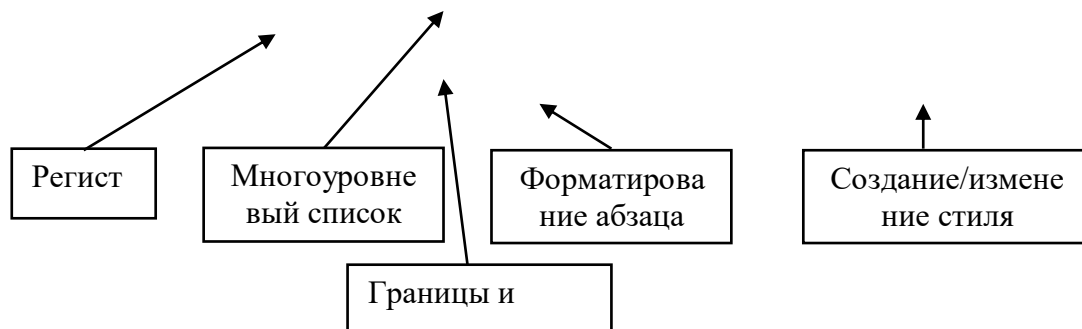 Регист
Многоуровне
вый список
Форматирова
ние абзаца
Создание/измене
ние стиля
Границы и